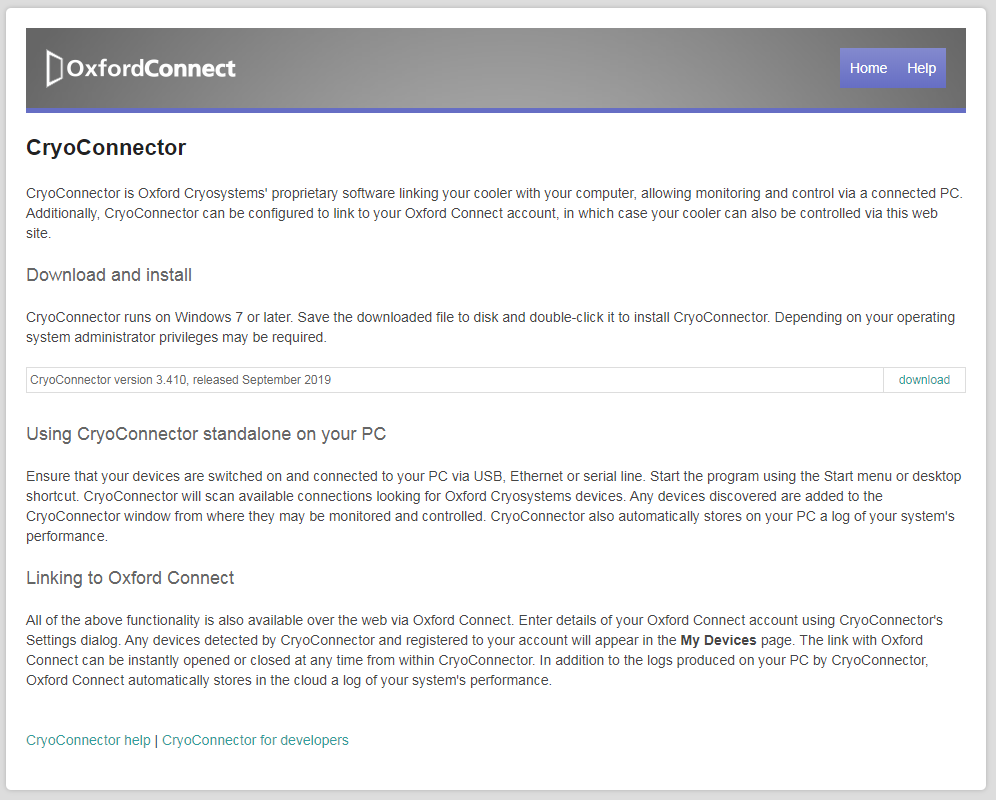 OxfordConnect
Home Help
CryoConnector
CryoConnector is Oxford Cryosystems' proprietary software linking your cooler with your computer, allowing monitoring and control via a connected PC.
Additionally, CryoConnector can be configured to link to your Oxford Connect account, in which case your cooler can also be controlled via this web
site.
Download and install
CryoConnector runs on Windows 7 or later. Save the downloaded file to disk and double-click it to install CryoConnector. Depending on your operating
system administrator privileges may be required.
CryoConnector version 3.410, released September 2019 download
Using CryoConnector standalone on your PC
Ensure that your devices are switched on and connected to your PC via USB, Ethernet or serial line. Start the program using the Start menu or desktop
shortcut. CryoConnector will scan available connections looking for Oxford Cryosystems devices. Any devices discovered are added to the
CryoConnector window from where they may be monitored and controlled. CryoConnector also automatically stores on your PC a log of your system's
performance.
Linking to Oxford Connect
All of the above functionality is also available over the web via Oxford Connect. Enter details of your Oxford Connect account using CryoConnector's
Settings dialog. Any devices detected by CryoConnector and registered to your account will appear in the My Devices page. The link with Oxford
Connect can be instantly opened or closed at any time from within CryoConnector. In addition to the logs produced on your PC by CryoConnector,
Oxford Connect automatically stores in the cloud a log of your system's performance.
CryoConnector help | CryoConnector for developers